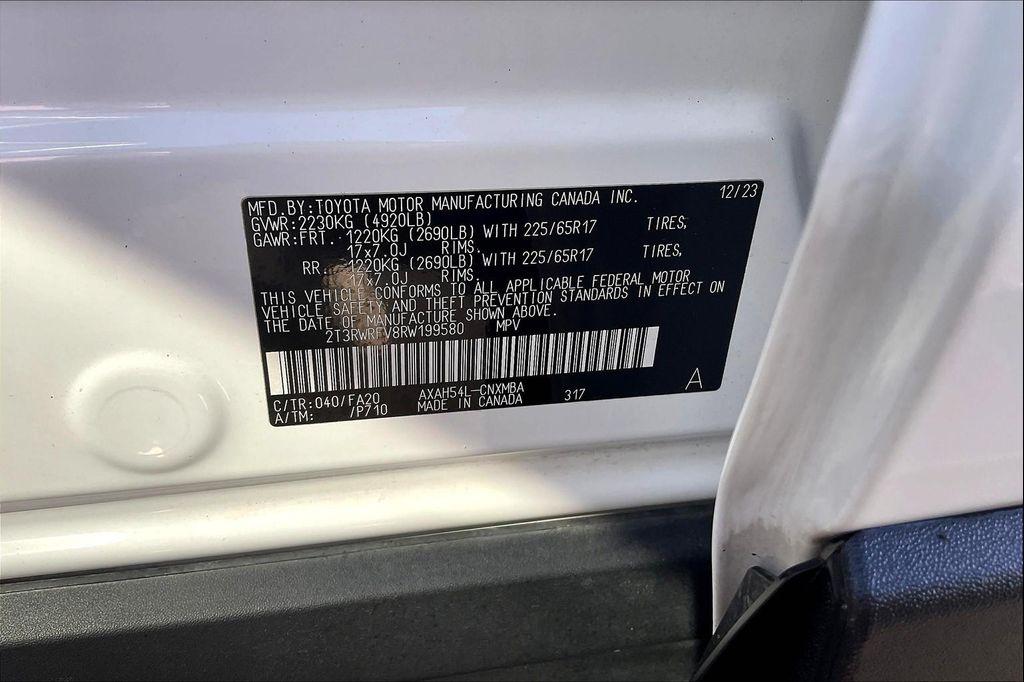 MFD.BY:TOYOTA MOTOR MANUFACTURING CANADA INC. 12/23
GVWR:2230KG (4920LB)
GAWR:FRT. 1220KG (2690LB) WITH 225/65R17 TIRES,
17x7.0J RIMS,
RR. 1220KG (2690LB) WITH 225/65R17 TIRES,
17x7.0J RIMS.
THIS VEHICLE CONFORMS TO ALL APPLICABLE FEDERAL MOTOR
VEHICLE SAFETY AND THEFT PREVENTION STANDARDS IN EFFECT ON
THE DATE OF MANUFACTURE SHOWN ABOVE.
2T3RWRFV8RW199580 MPV
C/TR:040/FA20 AXAH54L-CNXMBA 317 A
A/TM: /P710 MADE IN CANADA